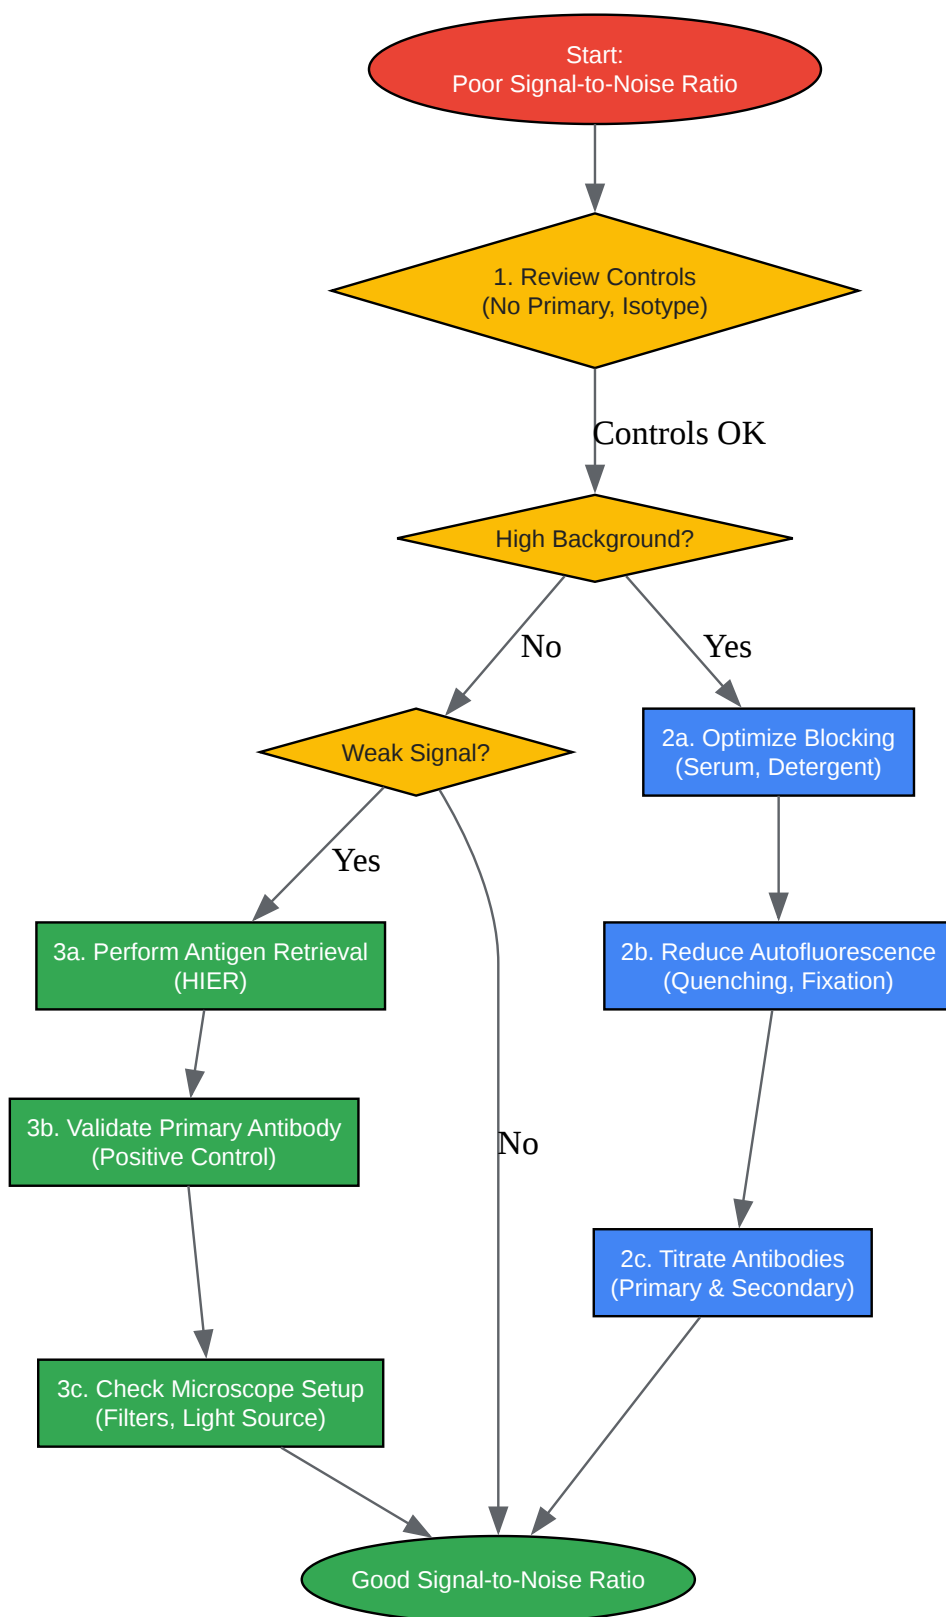 Start:
Poor Signal-to-Noise Ratio
1. Review Controls
(No Primary, Isotype)
Controls OK
High Background?
No
Yes
Weak Signal?
2a. Optimize Blocking
(Serum, Detergent)
Yes
3a. Perform Antigen Retrieval
(HIER)
2b. Reduce Autofluorescence
(Quenching, Fixation)
3b. Validate Primary Antibody
(Positive Control)
No
2c. Titrate Antibodies
(Primary & Secondary)
3c. Check Microscope Setup
(Filters, Light Source)
Good Signal-to-Noise Ratio